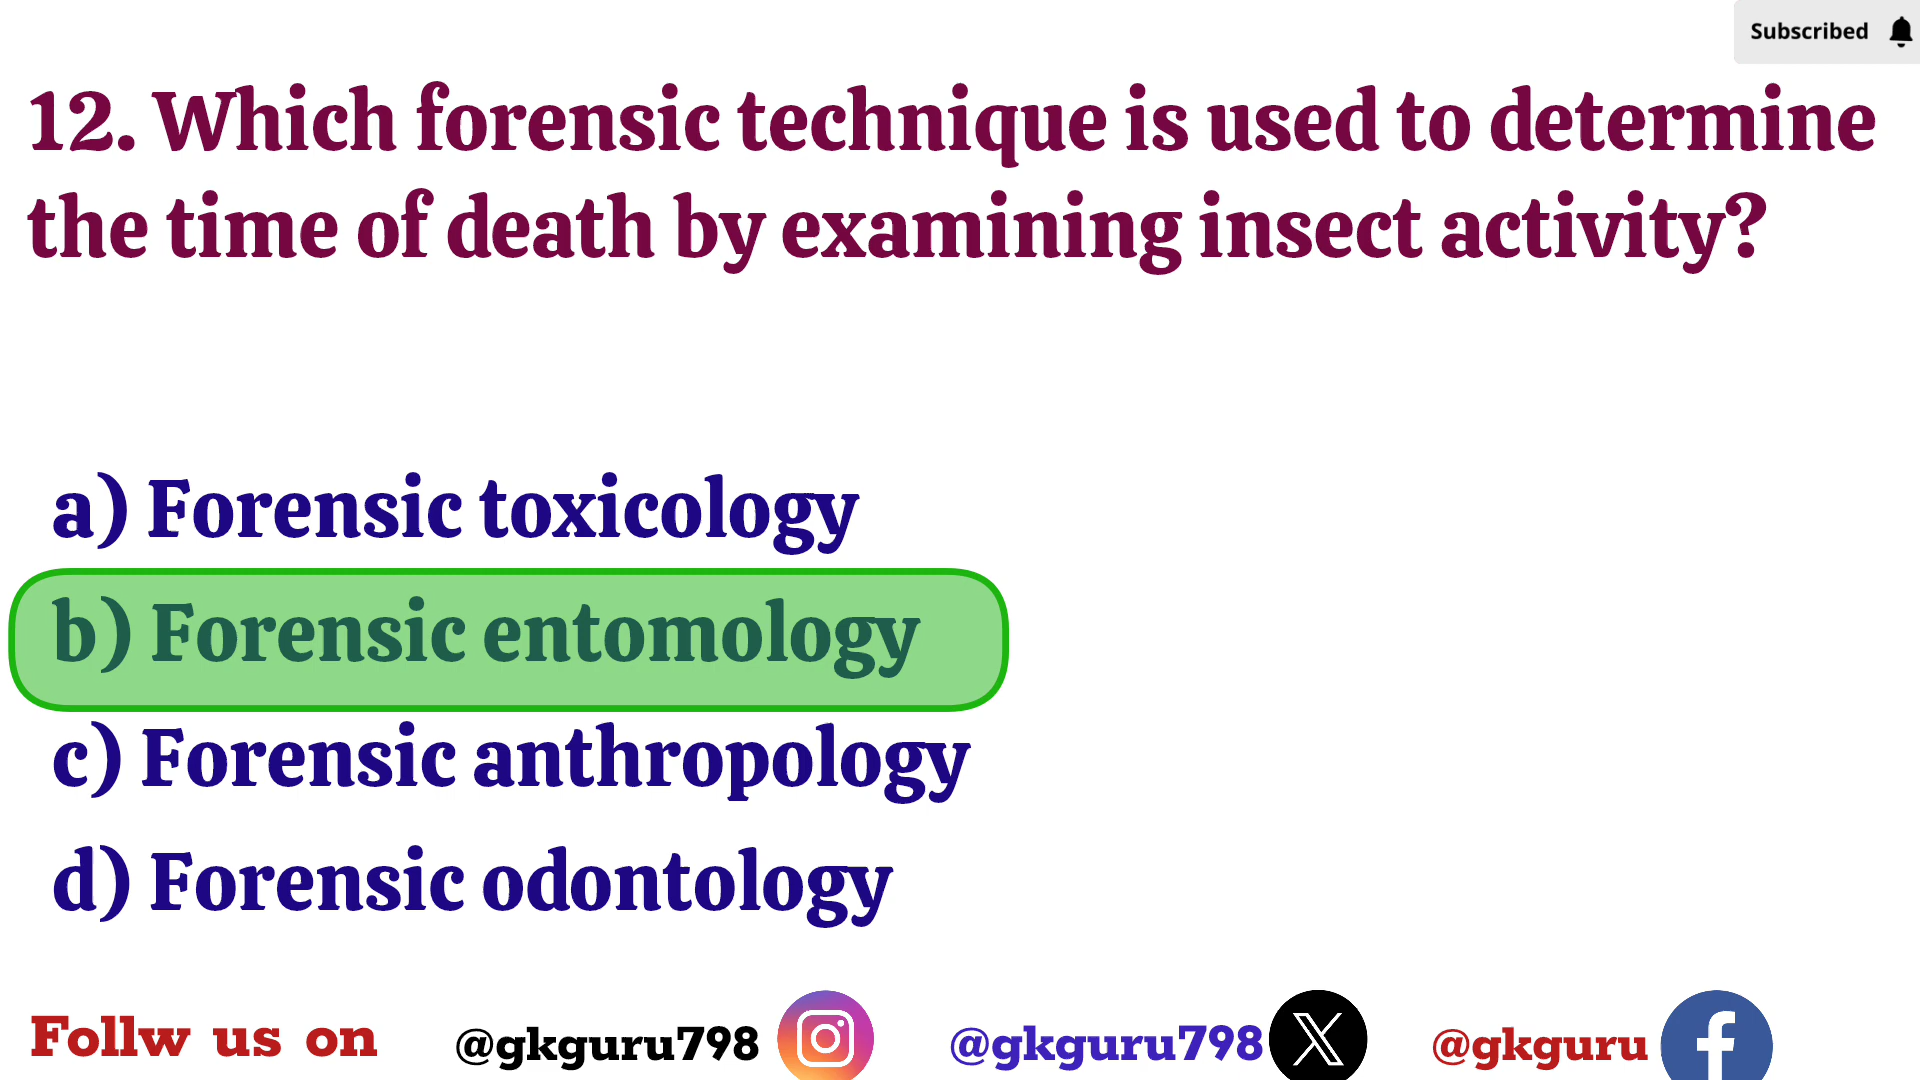 Subscribed
12. Which forensic technique is used to determine
the time of death by examining insect activity?
a) Forensic toxicology
b) Forensic entomology
c) Forensic anthropology
d) Forensic odontology
Follw us on @gkguru798 @gkguru798 @gkguru